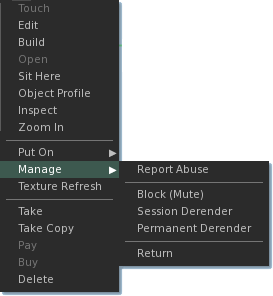 Touch
Edit
Build
Open
Sit Here
Object Profile
Inspect
Zoom In
Put On
Manage
Texture Refresh
Take
Take Copy
Pay
Buy
Delete
Report Abuse
Block (Mute)
Session Derender
Permanent Derender
Return